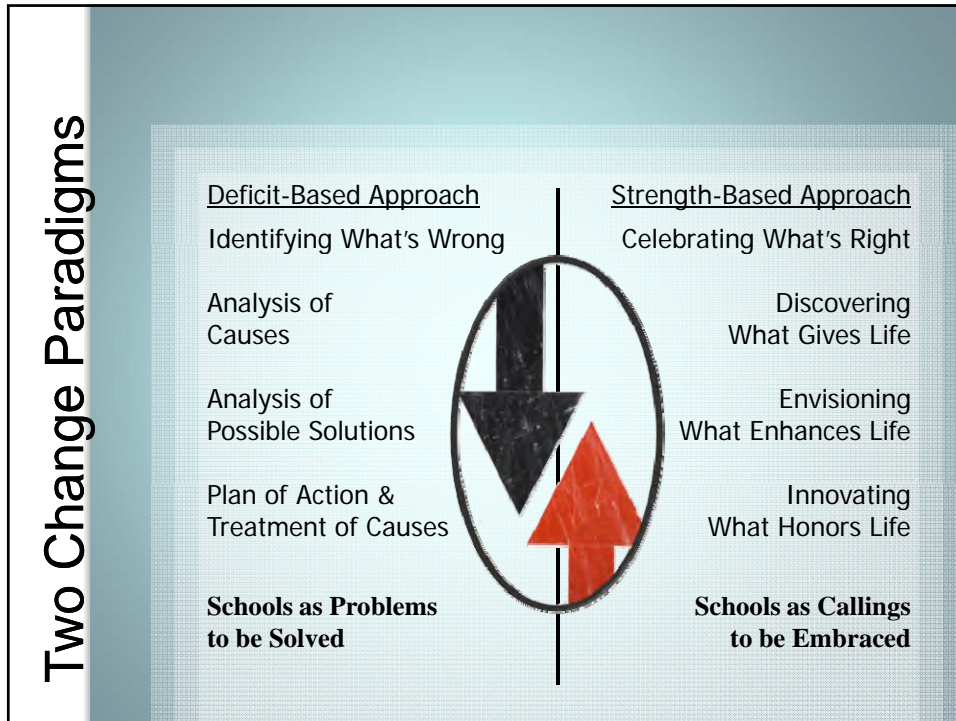 Two Change Paradigms
Deficit-Based Approach
Identifying What's Wrong
Analysis of
Causes
Analysis of
Possible Solutions
Plan of Action &
Treatment of Causes
Schools as Problems
to be Solved
Strength-Based Approach
Celebrating What's Right
Discovering
What Gives Life
Envisioning
What Enhances Life
Innovating
What Honors Life
Schools as Callings
to be Embraced